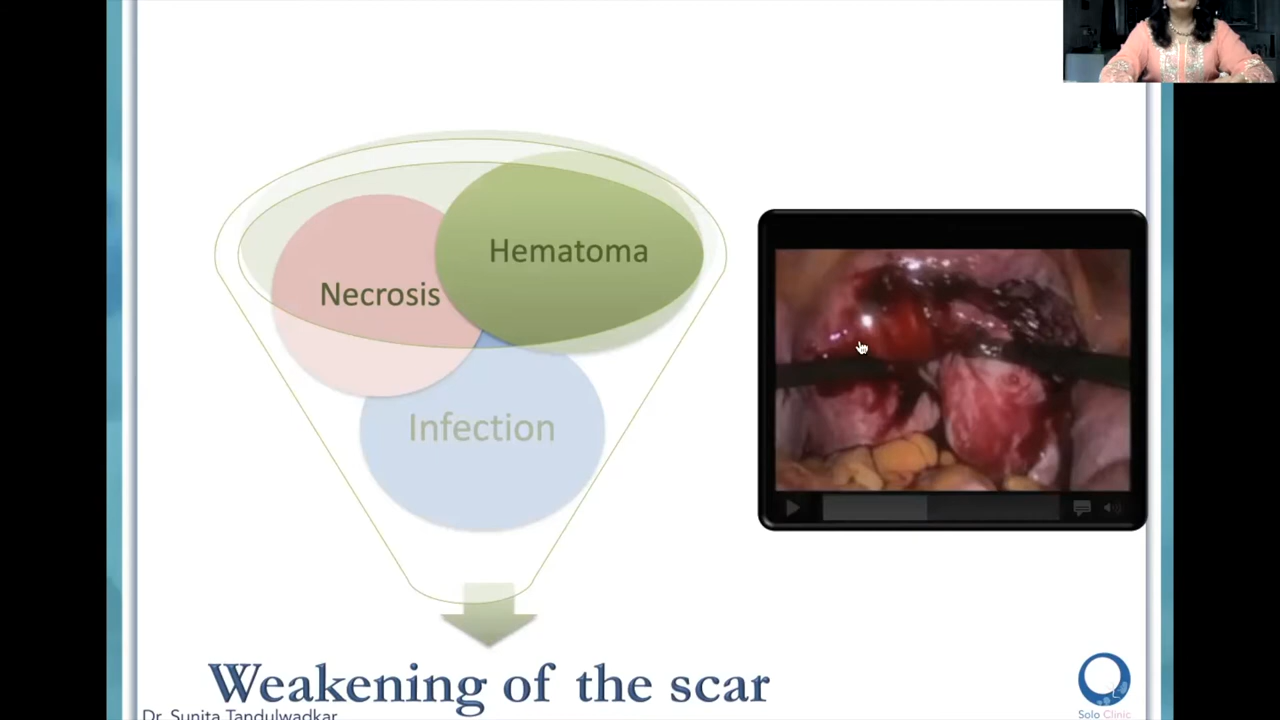 Hematoma
Necrosis
Infection
Weakening of the scar
Dr. Sunita Tandulwadkar
Solo Clinic